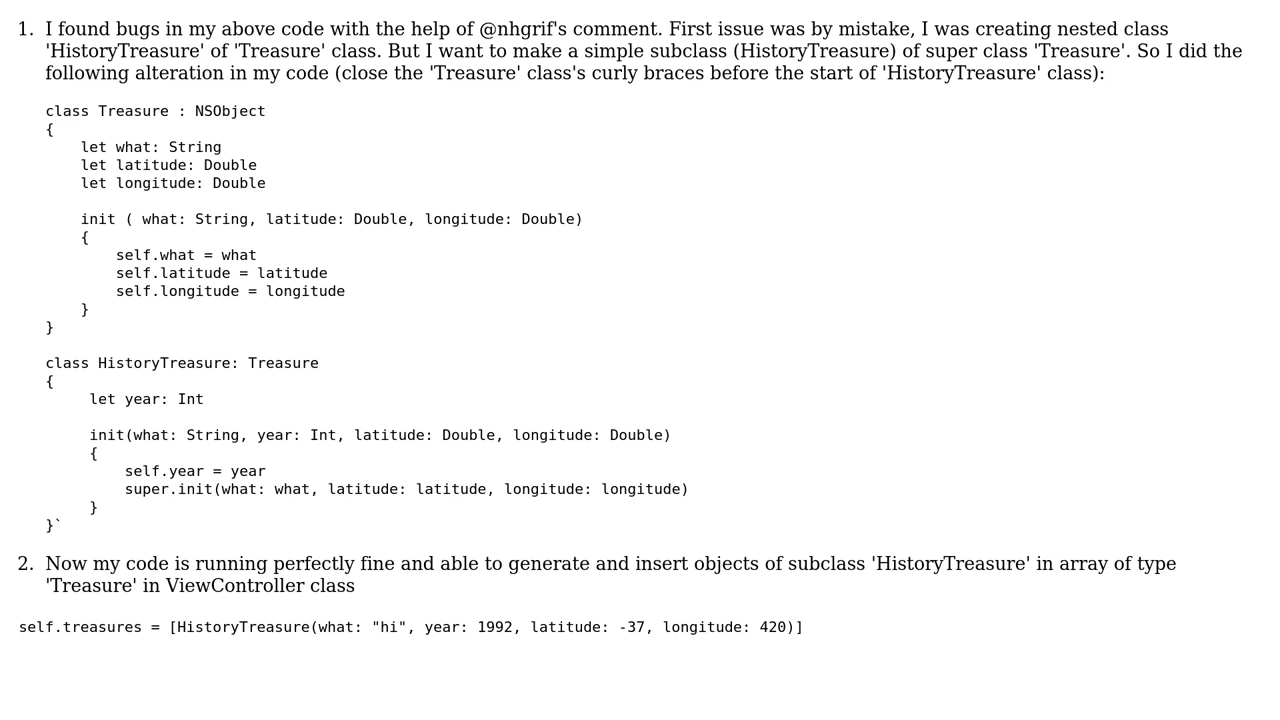 1. I found bugs in my above code with the help of @nhgrif's comment. First issue was by mistake, I was creating nested class
'HistoryTreasure' of 'Treasure' class. But I want to make a simple subclass (HistoryTreasure) of super class 'Treasure'. So I did the
following alteration in my code (close the 'Treasure' class's curly braces before the start of 'HistoryTreasure' class):
class Treasure : NSObject
{
    let what: String
    let latitude: Double
    let longitude: Double

    init ( what: String, latitude: Double, longitude: Double)
    {
        self.what = what
        self.latitude = latitude
        self.longitude = longitude
    }
}

class HistoryTreasure: Treasure
{
     let year: Int

     init(what: String, year: Int, latitude: Double, longitude: Double)
     {
         self.year = year
         super.init(what: what, latitude: latitude, longitude: longitude)
     }
}`
2. Now my code is running perfectly fine and able to generate and insert objects of subclass 'HistoryTreasure' in array of type
'Treasure' in ViewController class
self.treasures = [HistoryTreasure(what: "hi", year: 1992, latitude: -37, longitude: 420)]